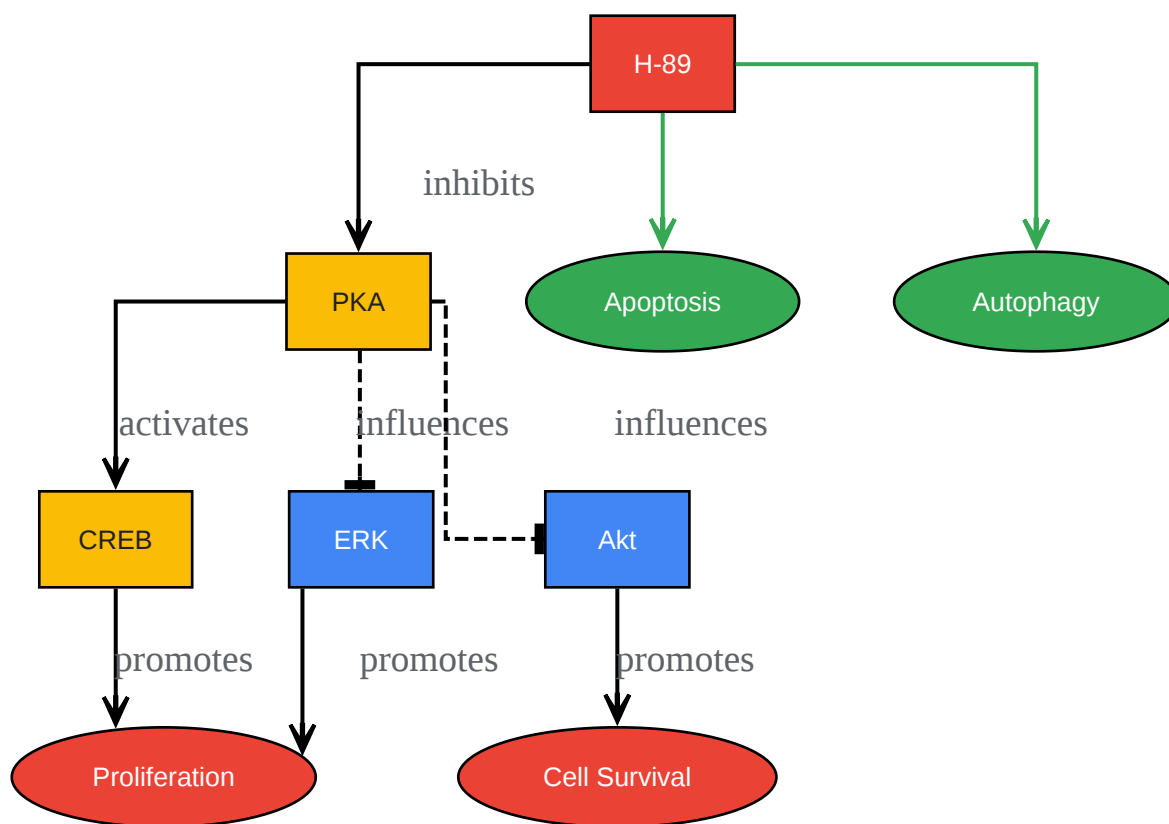 H-89
inhibits
PKA
Apoptosis
Autophagy
activates
influences
influences
CREB
ERK
Akt
promotes
promotes
promotes
Proliferation
Cell Survival